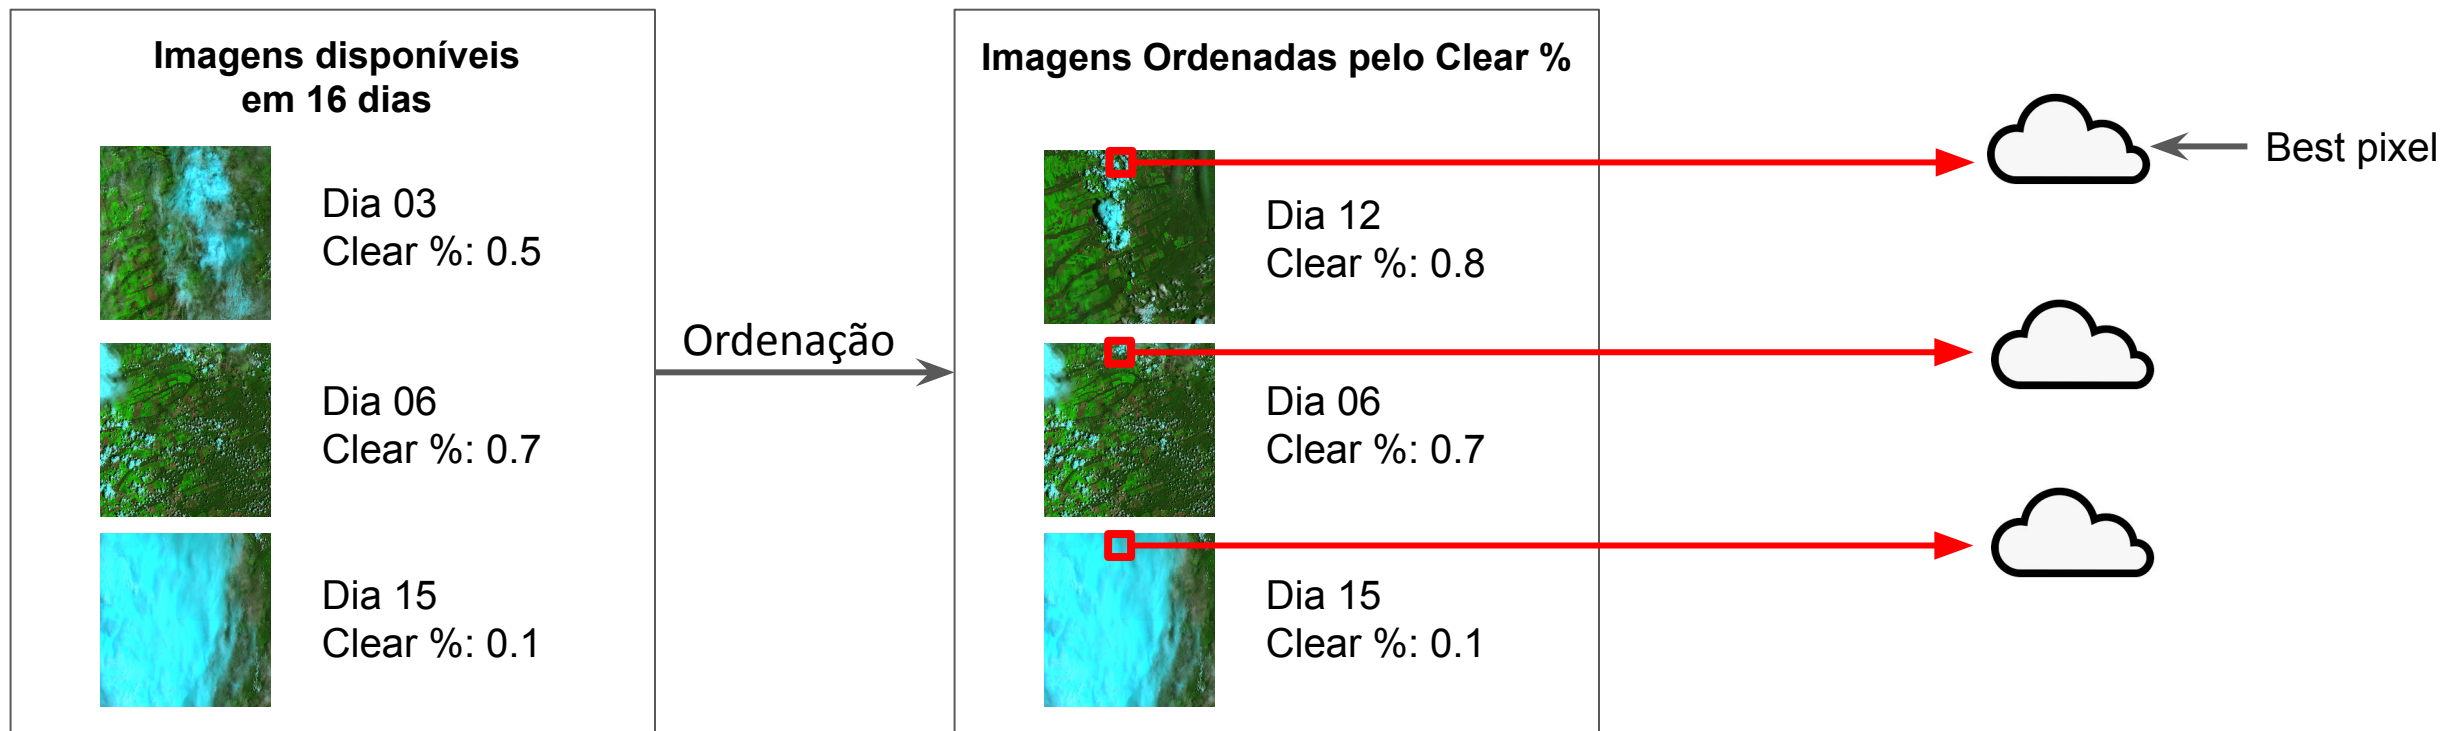 Imagens disponíveis
em 16 dias
Dia 03
Clear %: 0.5
Dia 06
Clear %: 0.7
Dia 15
Clear %: 0.1
Ordenação
Imagens Ordenadas pelo Clear %
Dia 12
Clear %: 0.8
Dia 06
Clear %: 0.7
Dia 15
Clear %: 0.1
Best pixel